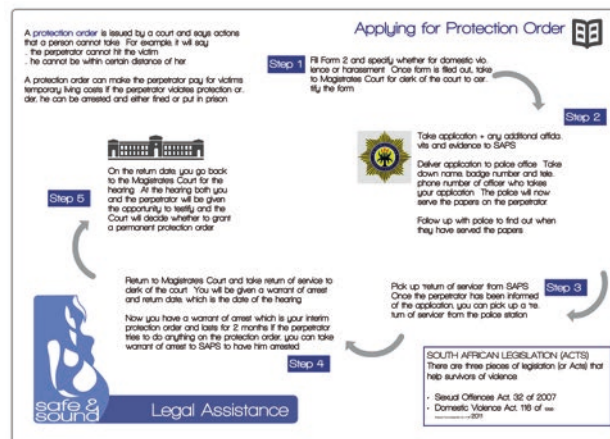 Applying for Protection Order
A protection order is issued by a court and says actions
that a person cannot take. For example, it will say
. the perpetrator cannot hit the victim
. he cannot be within certain distance of her
A protection order can make the perpetrator pay for victims
temporary living costs If the perpetrator violates protection or.
der, he can be arrested and either fined or put in prison
Step 1
Fill Form 2 and specify whether for domestic vio.
lence or harassment Once form is filled out, take
to Magistrates Court for clerk of the court to cer.
tify the form
Step 2
Take application + any additional affida.
vits and evidence to SAPS
Deliver application to police office Take
down name, badge number and tele.
phone number of officer who takes
your application The police will now
serve the papers on the perpetrator
Follow up with police to find out when
they have served the papers
Step 3
Pick up 'return of service' from SAPS
Once the perpetrator has been informed
of the application, you can pick up a 're.
turn of service' from the police station
Step 4
Return to Magistrates Court and take return of service to
clerk of the court You will be given a warrant of arrest
and return date, which is the date of the hearing
Now you have a warrant of arrest which is your interim
protection order and lasts for 2 months If the perpetrator
tries to do anything on the protection order, you can take
warrant of arrest to SAPS to have him arrested
Step 5
On the return date, you go back
to the Magistrates Court for the
hearing At the hearing both you
and the perpetrator will be given
the opportunity to testify and the
Court will decide whether to grant
a permanent protection order
SOUTH AFRICAN LEGISLATION (ACTS)
There are three pieces of legislation (or Acts) that
help survivors of violence
- Sexual Offences Act, 32 of 2007
- Domestic Violence Act, 116 of
2011
safe &
sound
Legal Assistance